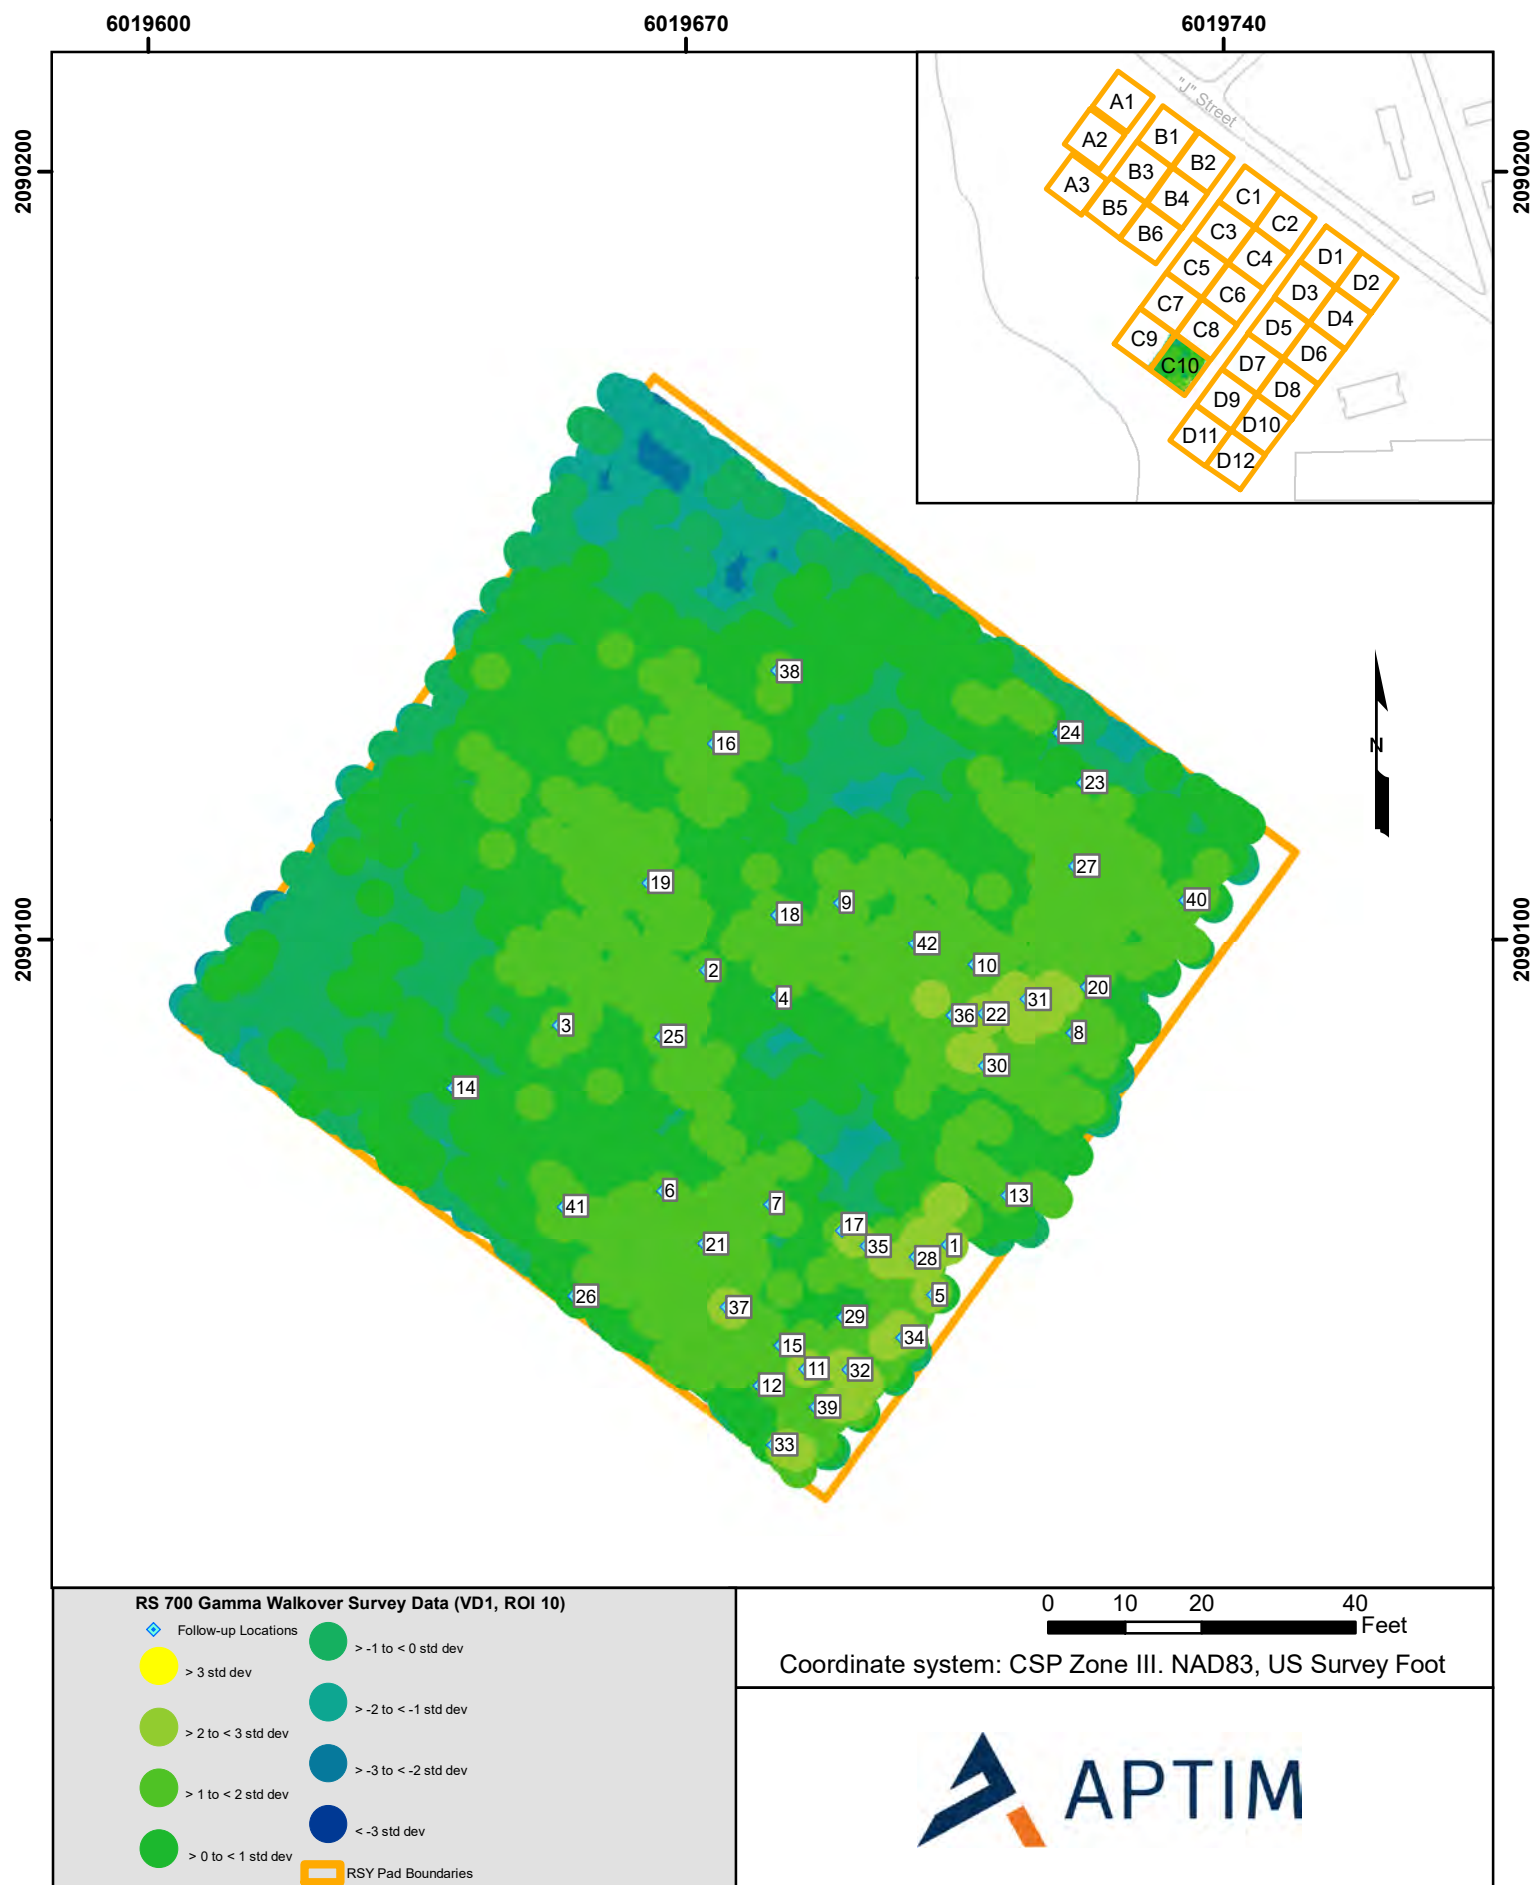 6019600 6019670 6019740
2090200
2090200
"J" Street
A1
A2
B1
B2
A3
B3
B4
B5
B6
C1
C2
C3
C4
C5
C6
C7
C8
C9
C10
D1
D2
D3
D4
D5
D6
D7
D8
D9
D10
D11
D12
38
24
16
23
N
27
19
40
9
18
2090100
2090100
42
10
2
20
4
31
22
36
3
8
25
30
14
6
13
7
41
17
21
35
1
28
5
26
37
29
34
15
11
32
12
39
33
RS 700 Gamma Walkover Survey Data (VD1, ROI 10)
Follow-up Locations
> 3 std dev
> 2 to < 3 std dev
> 1 to < 2 std dev
> 0 to < 1 std dev
> -1 to < 0 std dev
> -2 to < -1 std dev
> -3 to < -2 std dev
< -3 std dev
RSY Pad Boundaries
0 10 20 40
Feet
Coordinate system: CSP Zone III. NAD83, US Survey Foot
APTIM